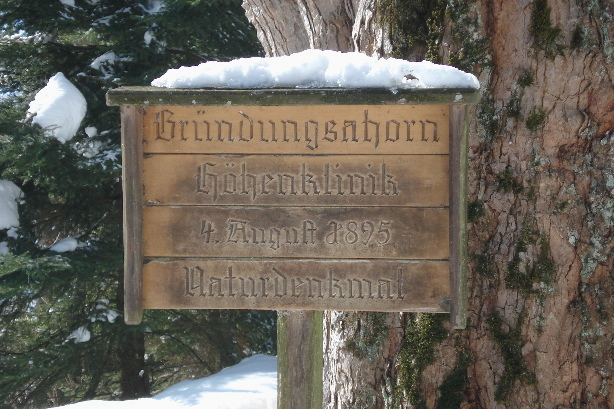 Gründungsahorn
Höhenklinik
4. August 1895
Naturdenkmal